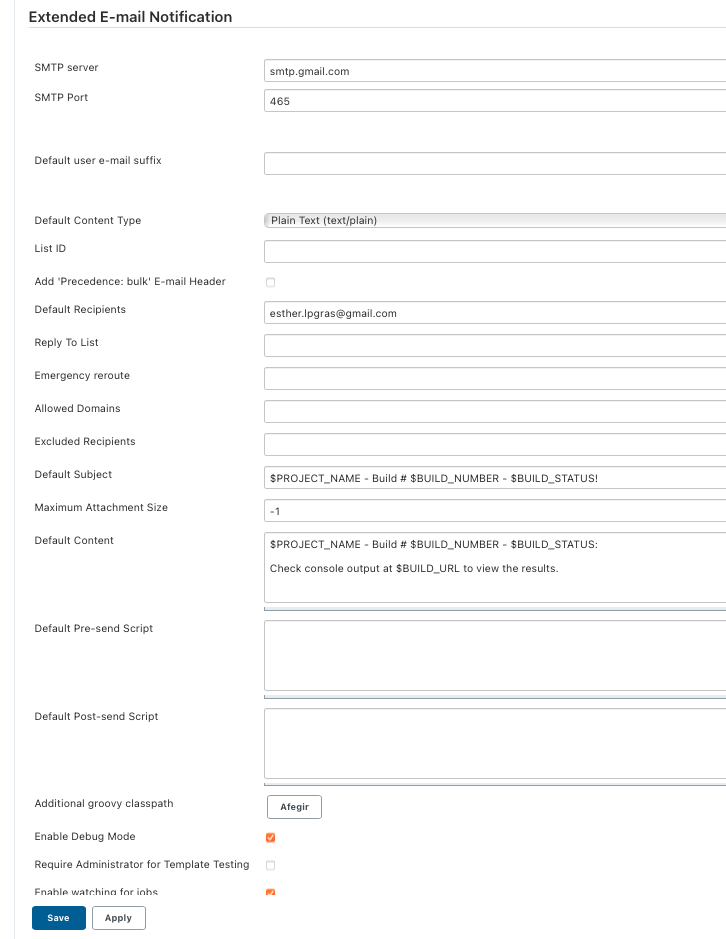 Extended E-mail Notification
SMTP server
smtp.gmail.com
SMTP Port
465
Default user e-mail suffix
Default Content Type
Plain Text (text/plain)
List ID
Add 'Precedence: bulk' E-mail Header
Default Recipients
esther.lpgras@gmail.com
Reply To List
Emergency reroute
Allowed Domains
Excluded Recipients
Default Subject
$PROJECT_NAME - Build # $BUILD_NUMBER - $BUILD_STATUS!
Maximum Attachment Size
-1
Default Content
$PROJECT_NAME - Build # $BUILD_NUMBER - $BUILD_STATUS:
Check console output at $BUILD_URL to view the results.
Default Pre-send Script
Default Post-send Script
Additional groovy classpath
Afegir
Enable Debug Mode
Require Administrator for Template Testing
Enable watching for jobs
Save
Apply